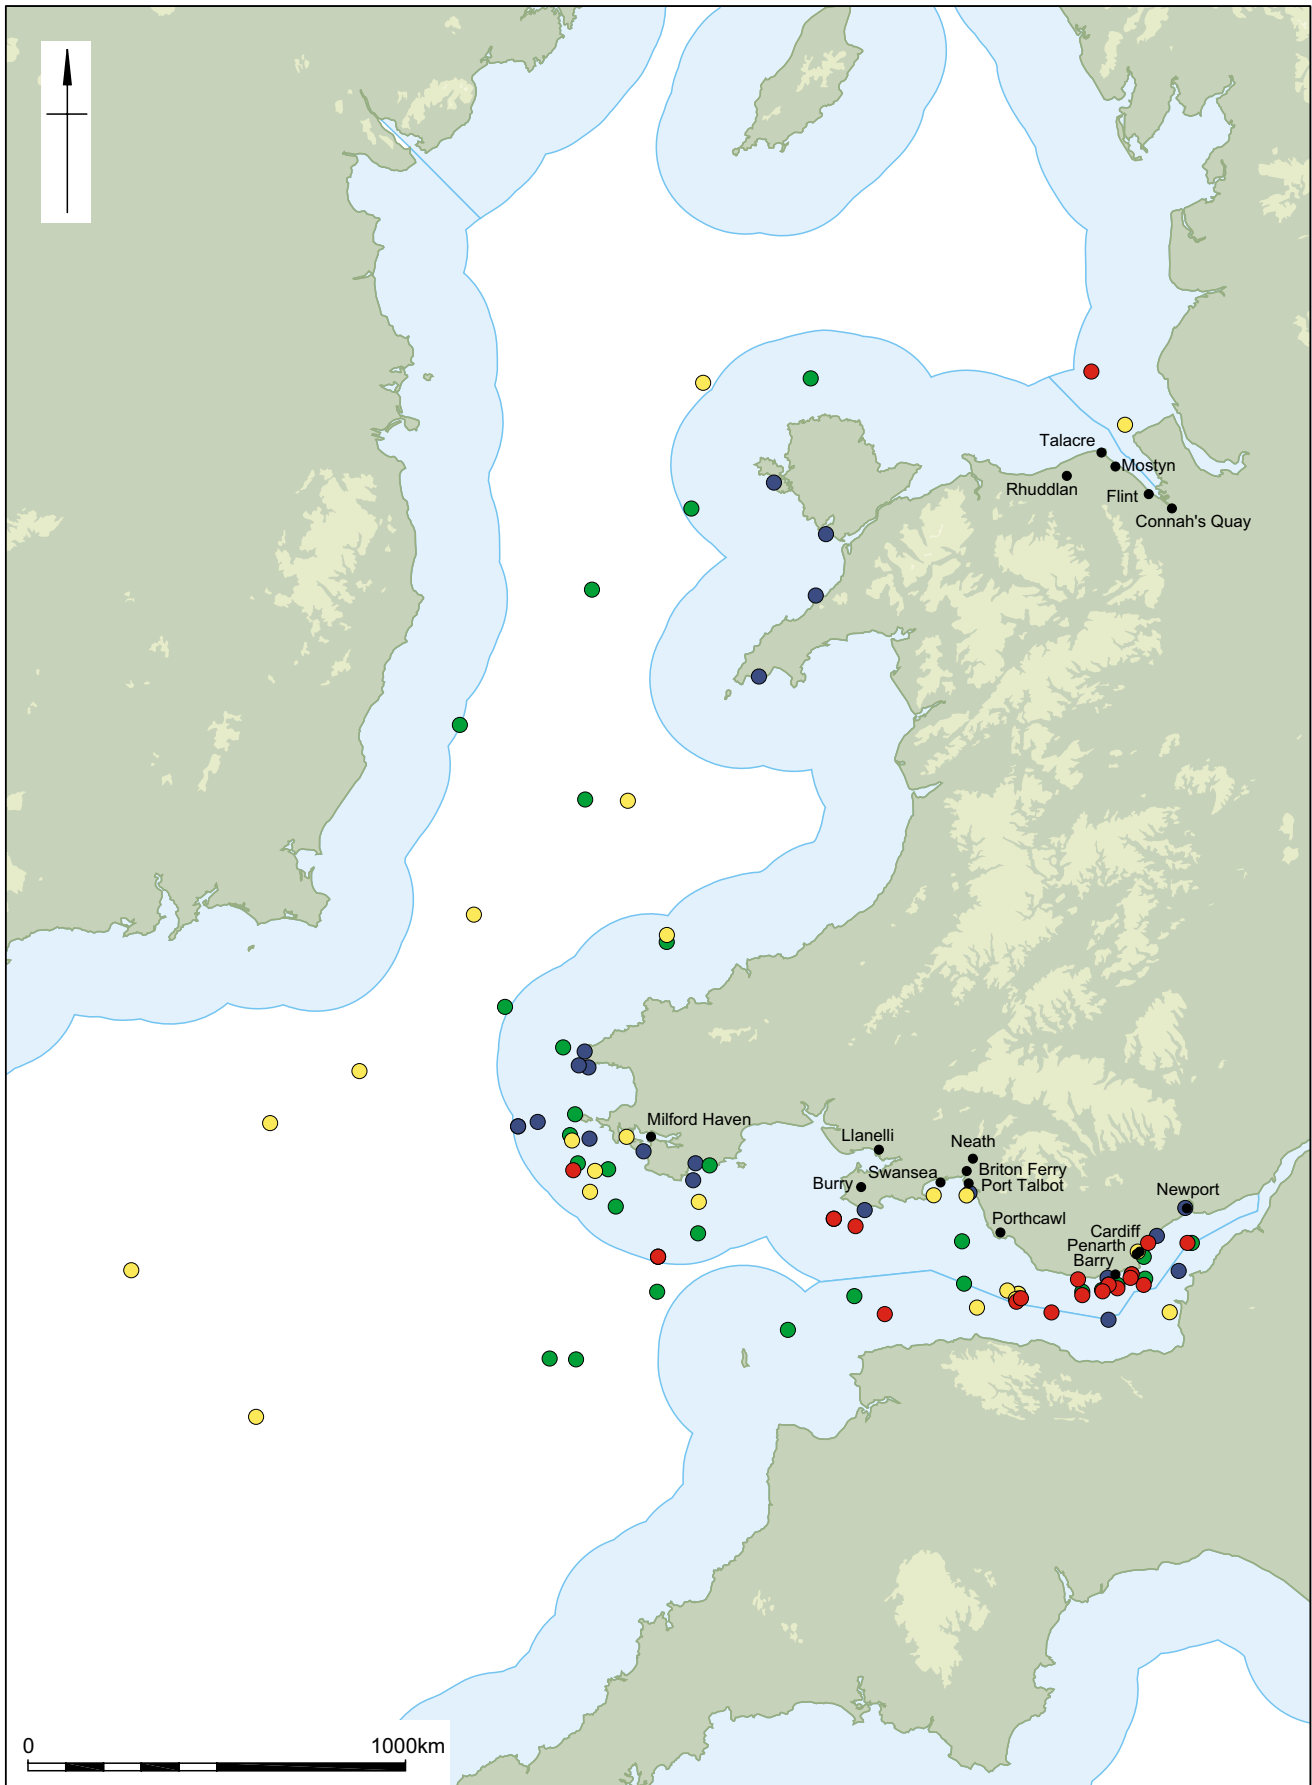 Talacre
Mostyn
Rhuddlan
Flint
Connah's Quay
Milford Haven
Llanelli
Neath
Swansea
Briton Ferry
Burry
Port Talbot
Newport
Porthcawl
Cardiff
Penarth
Barry
0 1000km